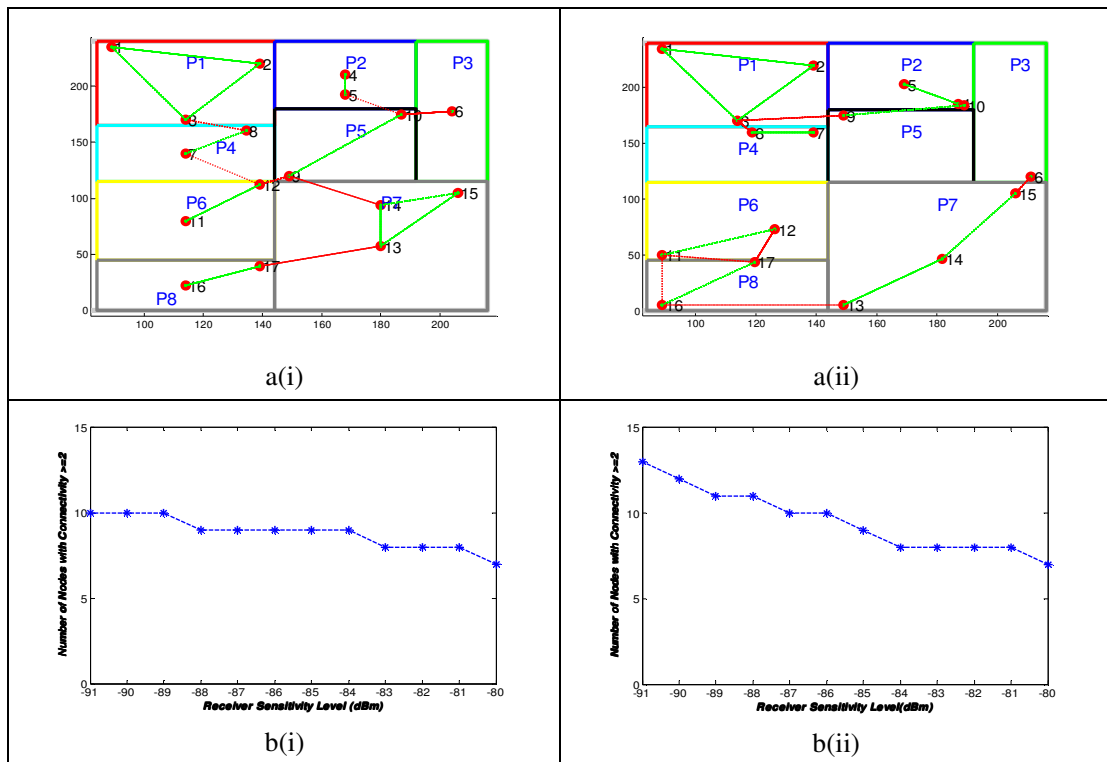 1 2 P1 P2 P3
4
5 10 6
3 8 P4 P5
7
12 9 14 P7 15
P6
11
13
17
16
P8
0 50 100 150 200
100 120 140 160 180 200
a(i)
1 2 P1 P2 P3
5 10
9
3 8 7 P4 P5
6
15
P6 P7
12
11 17 14
P8
16 13
0 50 100 150 200
100 120 140 160 180 200
a(ii)
Number of Nodes with Connectivity >=2
15
10
5
0
-91 -90 -89 -88 -87 -86 -85 -84 -83 -82 -81 -80
Receiver Sensitivity Level (dBm)
b(i)
Number of Nodes with Connectivity >=2
15
10
5
0
-91 -90 -89 -88 -87 -86 -85 -84 -83 -82 -81 -80
Receiver Sensitivity Level(dBm)
b(ii)